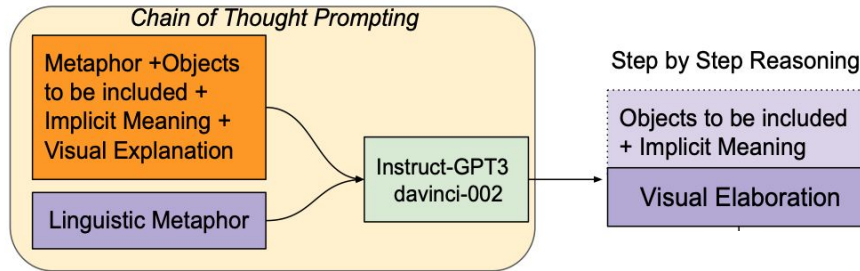 Chain of Thought Prompting
Metaphor +Objects
to be included +
Implicit Meaning +
Visual Explanation
Linguistic Metaphor
Instruct-GPT3
davinci-002
Step by Step Reasoning
Objects to be included
+ Implicit Meaning
Visual Elaboration